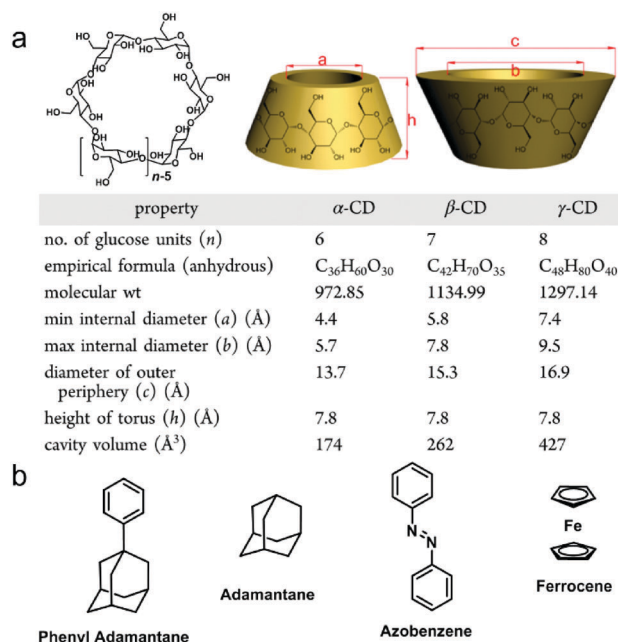 a
n-5
a
h
c
b
property α-CD β-CD γ-CD
no. of glucose units (n) 6 7 8
empirical formula (anhydrous) C36H60O30 C42H70O35 C48H80O40
molecular wt 972.85 1134.99 1297.14
min internal diameter (a) (Å) 4.4 5.8 7.4
max internal diameter (b) (Å) 5.7 7.8 9.5
diameter of outer 13.7 15.3 16.9
periphery (c) (Å)
height of torus (h) (Å) 7.8 7.8 7.8
cavity volume (Å³) 174 262 427
b
N
N
Fe
Phenyl Adamantane
Adamantane
Azobenzene
Ferrocene